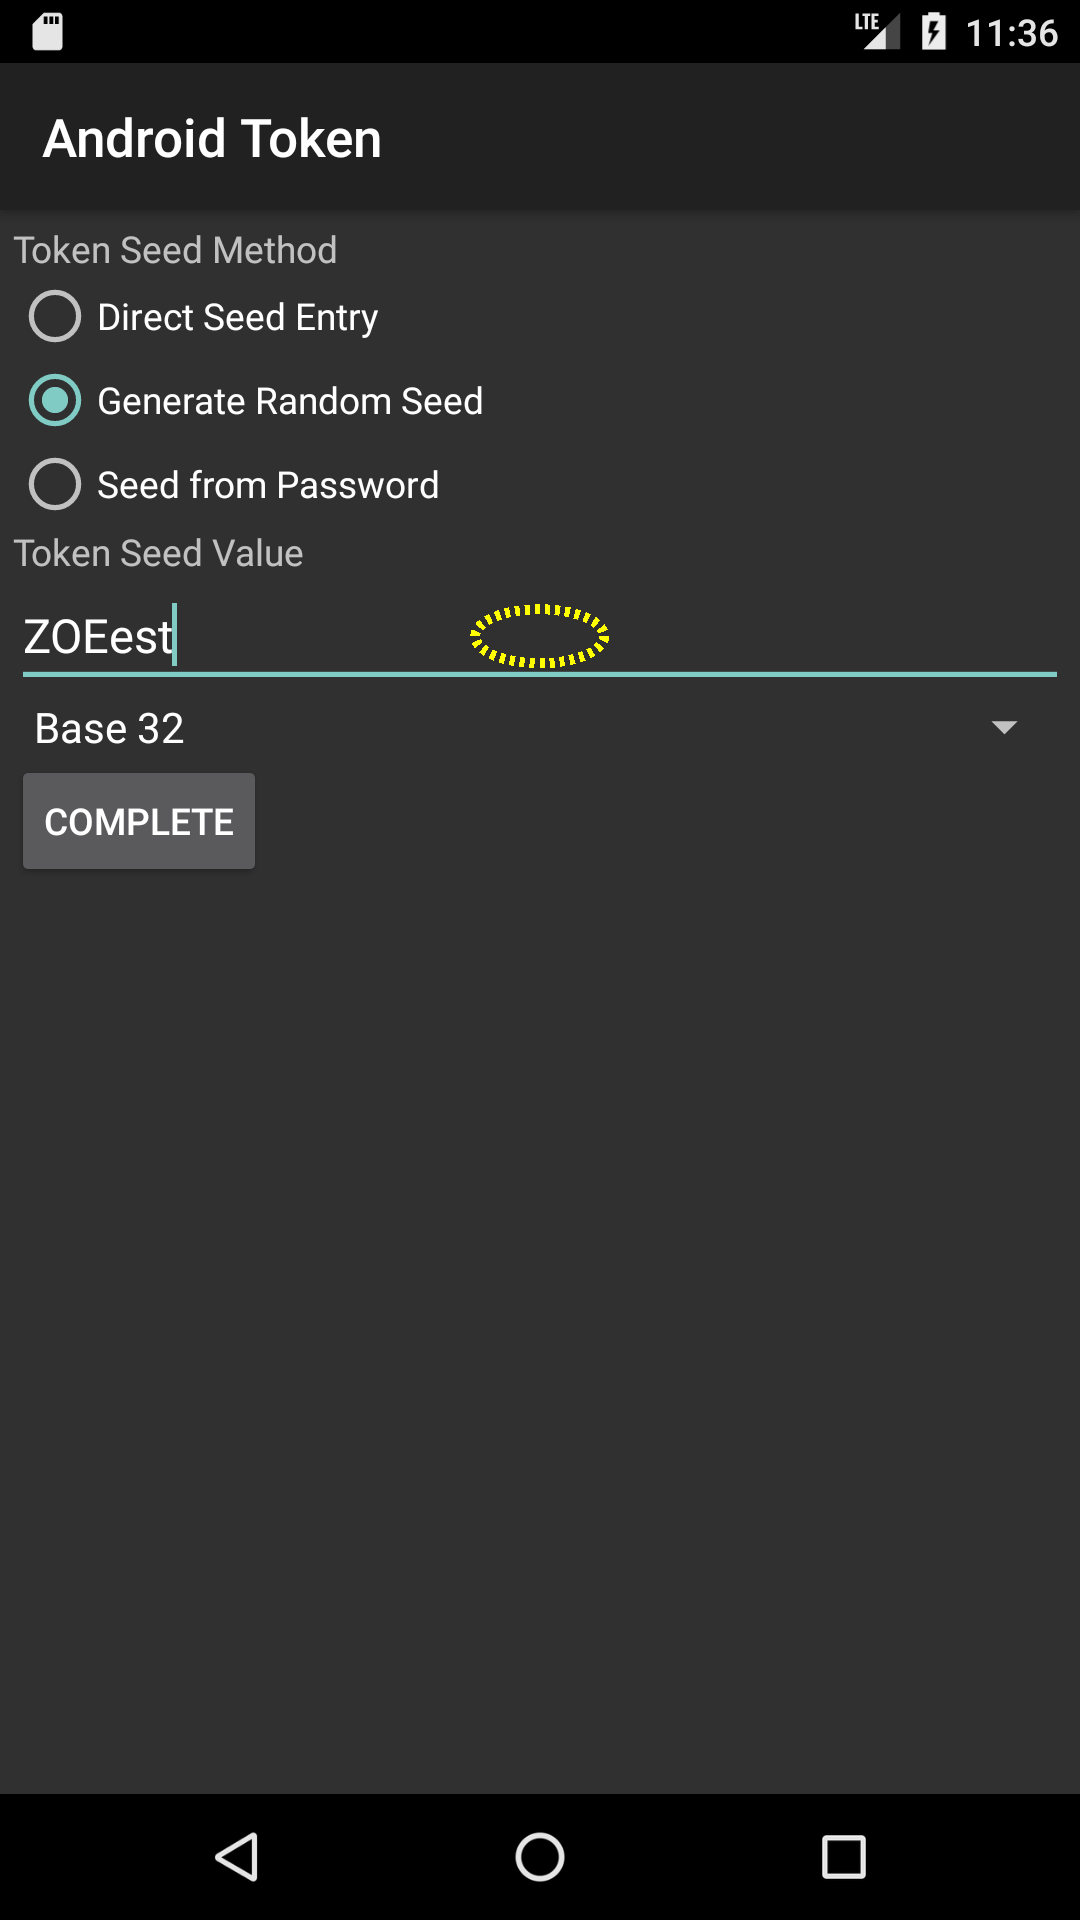 LTE 11:36
Android Token
Token Seed Method
Direct Seed Entry
Generate Random Seed
Seed from Password
Token Seed Value
ZOEest
Base 32
COMPLETE